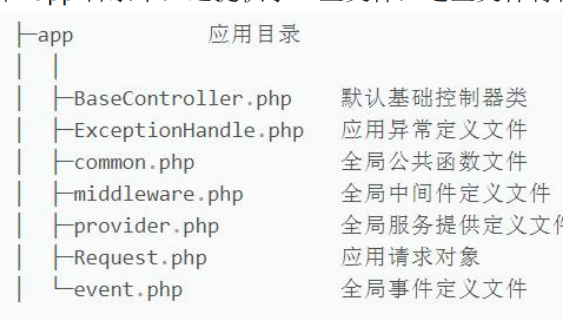 ├─app 应用目录
│ │
│ ├─BaseController.php 默认基础控制器类
│ ├─ExceptionHandle.php 应用异常定义文件
│ ├─common.php 全局公共函数文件
│ ├─middleware.php 全局中间件定义文件
│ ├─provider.php 全局服务提供定义文件
│ ├─Request.php 应用请求对象
│ └─event.php 全局事件定义文件